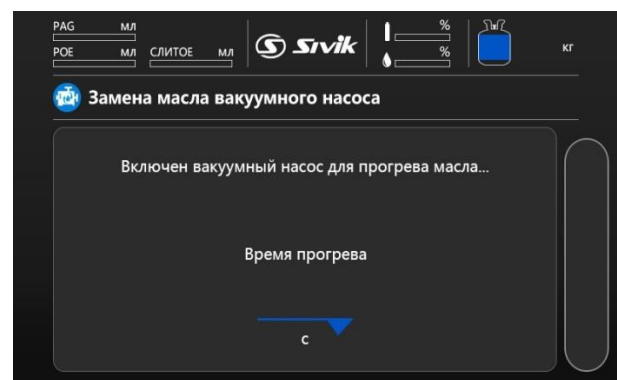 PAG мл
POE мл СЛИТОЕ мл
Sivik
%
%
кг
Замена масла вакуумного насоса
Включен вакуумный насос для прогрева масла...
Время прогрева
с